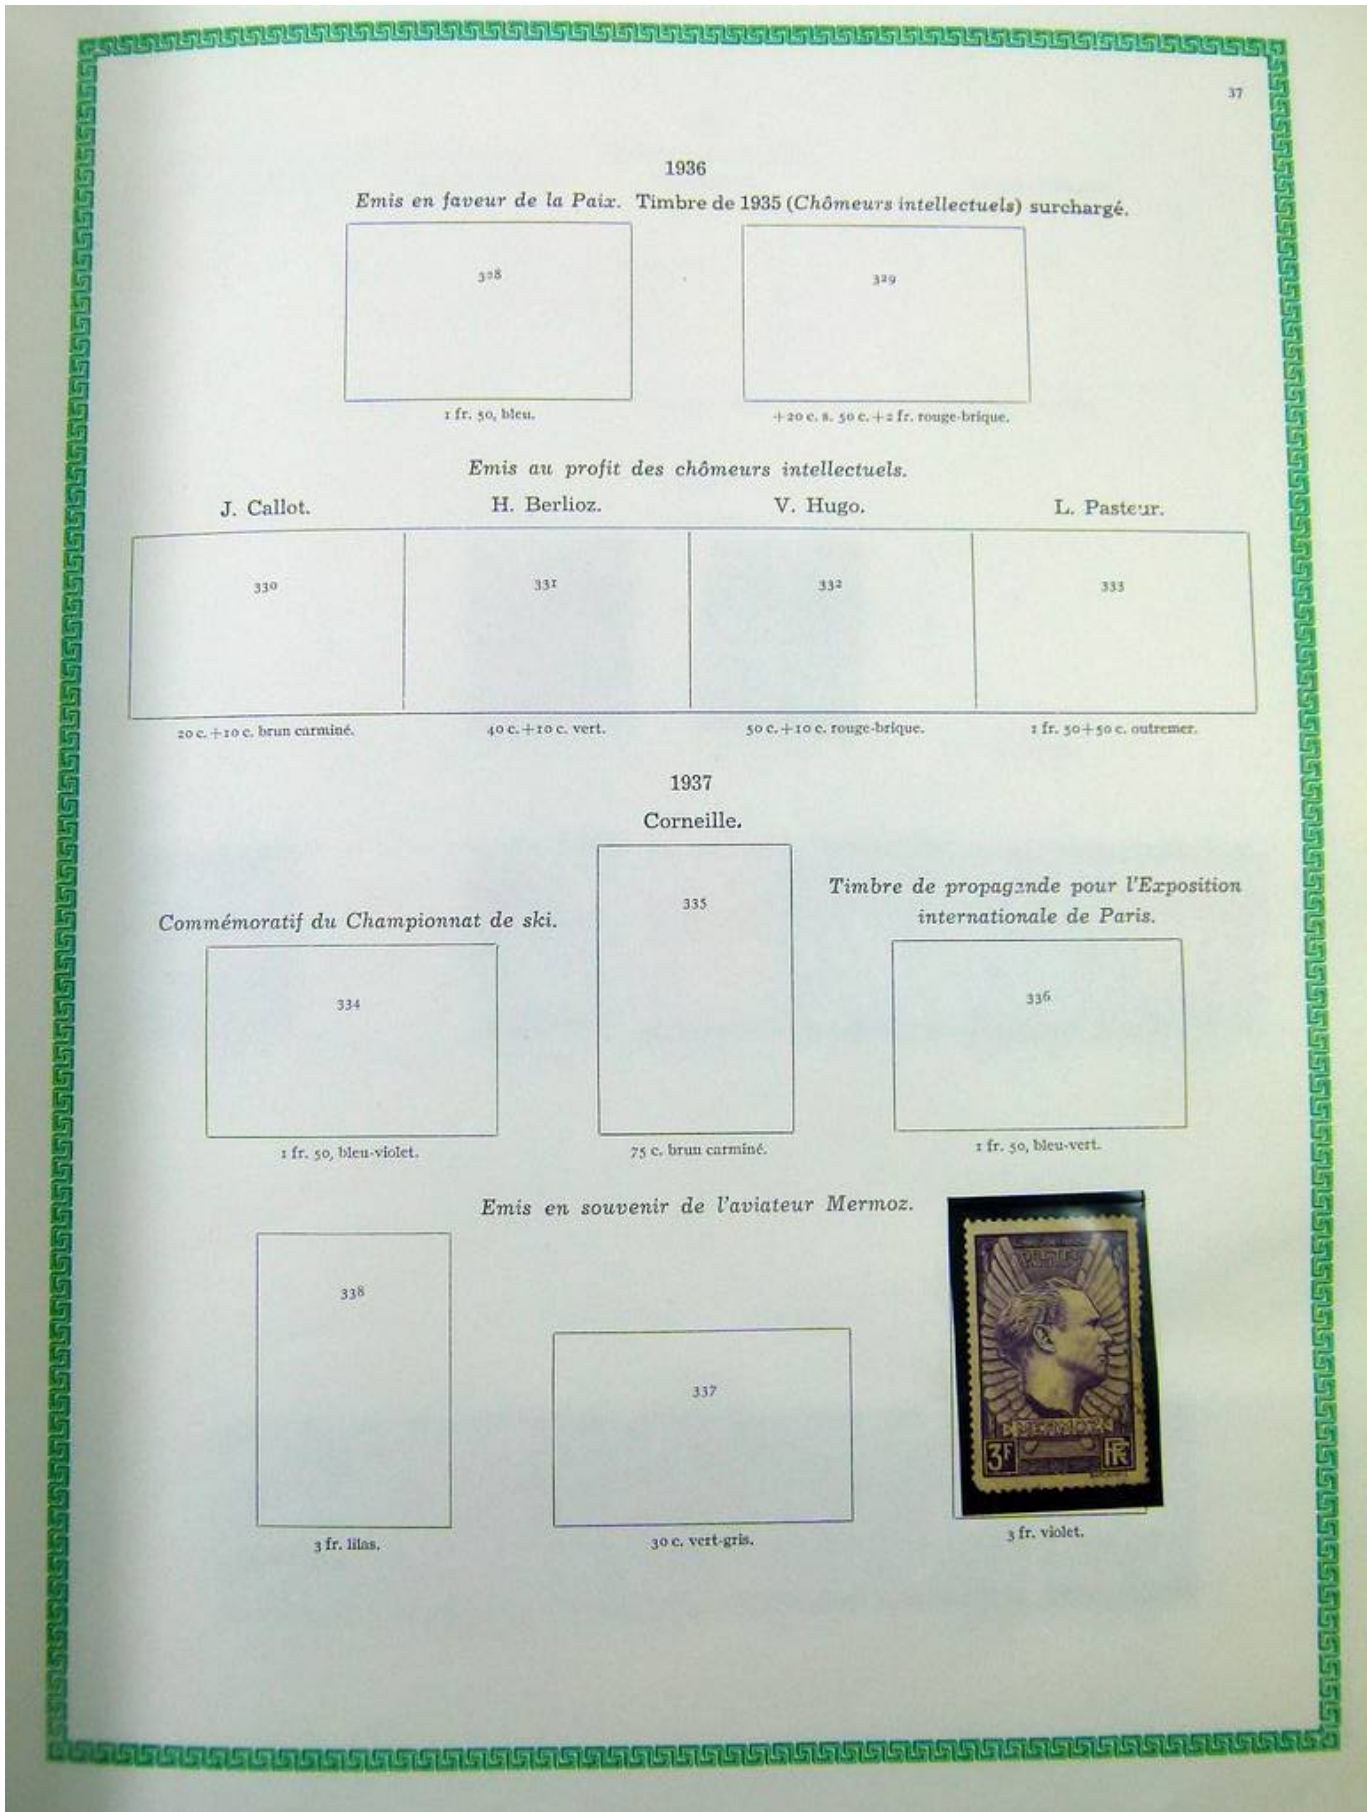 37
1936
Emis en faveur de la Paix. Timbre de 1935 (Chômeurs intellectuels) surchargé.
328
329
1 fr. 50, bleu.
+20 c. s. 50 c.+2 fr. rouge-brique.
Emis au profit des chômeurs intellectuels.
J. Callot.
H. Berlioz.
V. Hugo.
L. Pasteur.
330
331
332
333
20 c.+10 c. brun carminé.
40 c.+10 c. vert.
50 c.+10 c. rouge-brique.
1 fr. 50+50 c. outremer.
1937
Corneille.
335
75 c. brun carminé.
Commémoratif du Championnat de ski.
334
1 fr. 50, bleu-violet.
Timbre de propagande pour l'Exposition
internationale de Paris.
336
1 fr. 50, bleu-vert.
Emis en souvenir de l'aviateur Mermoz.
338
3 fr. lilas.
337
30 c. vert-gris.
POSTES
MERMOZ
3F
RF
3 fr. violet.